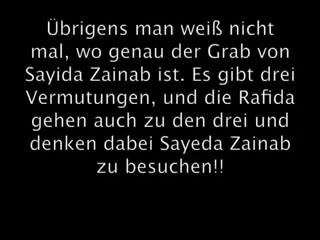 Übrigens man weiß nicht
mal, wo genau der Grab von
Sayida Zainab ist. Es gibt drei
Vermutungen, und die Rafida
gehen auch zu den drei und
denken dabei Sayeda Zainab
zu besuchen!!